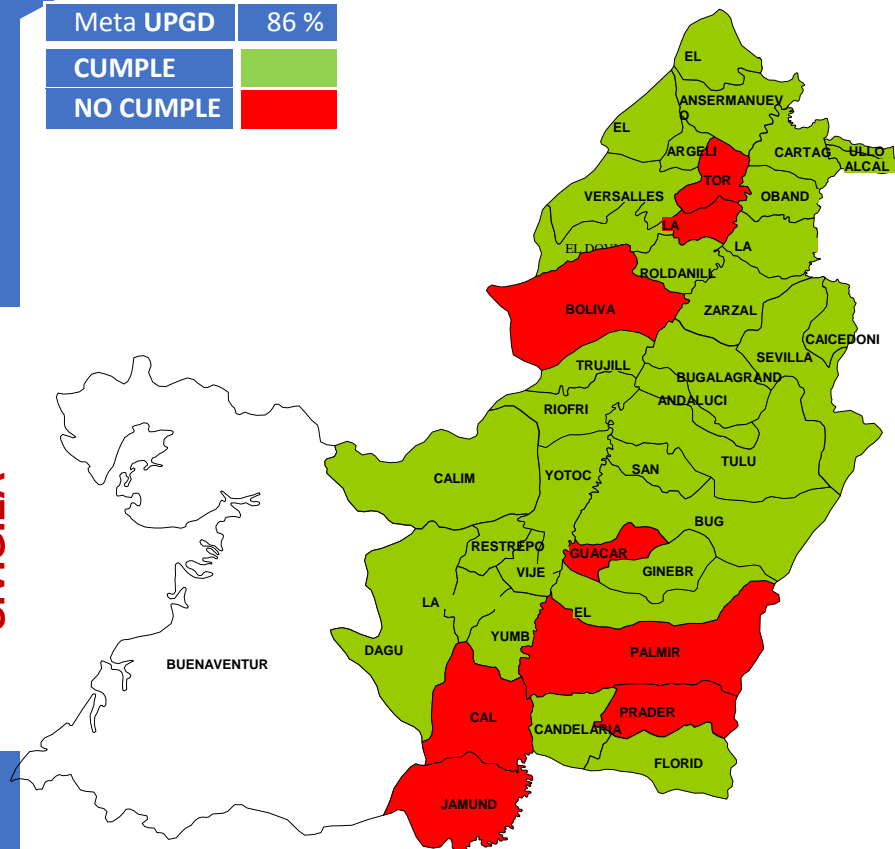 Meta UPGD 86 %
CUMPLE
NO CUMPLE
EL
ANSERMANUEV
O
EL
ARGELI
CARTAG
ULLO
ALCAL
TOR
VERSALLES
OBAND
LA
LA
ROLDANILL
BOLIVA
ZARZAL
CAICEDONI
SEVILLA
TRUJILL
BUGALAGRAND
ANDALUCI
RIOFRI
CALIM
YOTOC
SAN
TULU
BUG
RESTREPO
GUACAR
VIJE
GINEBR
LA
EL
YUMB
DAGU
PALMIR
BUENAVENTUR
CAL
PRADER
CANDELARIA
FLORID
JAMUND